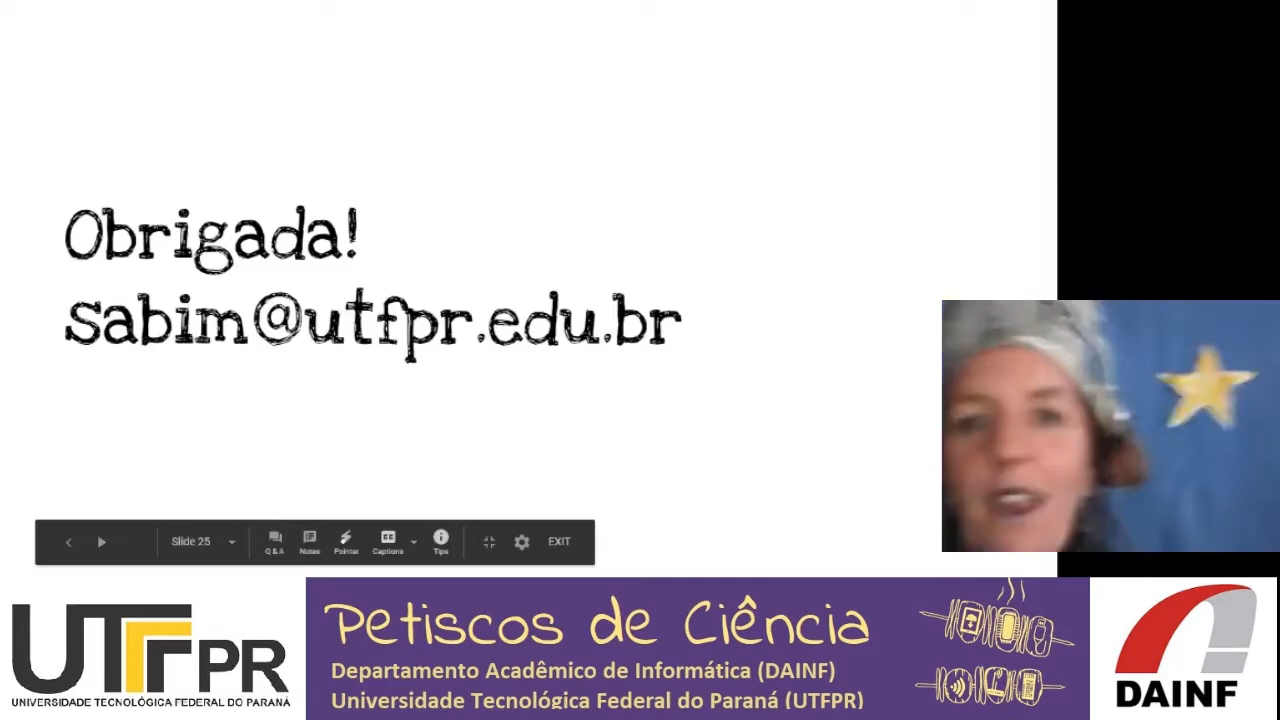 Obrigada!
sabim@utfpr.edu.br
Slide 25
Q & A
Notes
Pointer
Captions
Tips
EXIT
UTFPR
UNIVERSIDADE TECNOLÓGICA FEDERAL DO PARANÁ
Petiscos de Ciência
Departamento Acadêmico de Informática (DAINF)
Universidade Tecnológica Federal do Paraná (UTFPR)
DAINF